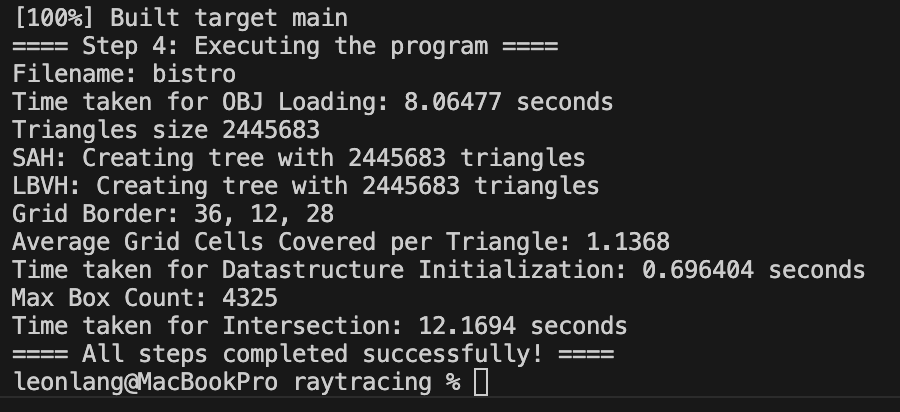 [100%] Built target main
==== Step 4: Executing the program ====
Filename: bistro
Time taken for OBJ Loading: 8.06477 seconds
Triangles size 2445683
SAH: Creating tree with 2445683 triangles
LBVH: Creating tree with 2445683 triangles
Grid Border: 36, 12, 28
Average Grid Cells Covered per Triangle: 1.1368
Time taken for Datastructure Initialization: 0.696404 seconds
Max Box Count: 4325
Time taken for Intersection: 12.1694 seconds
==== All steps completed successfully! ====
leonlang@MacBookPro raytracing %